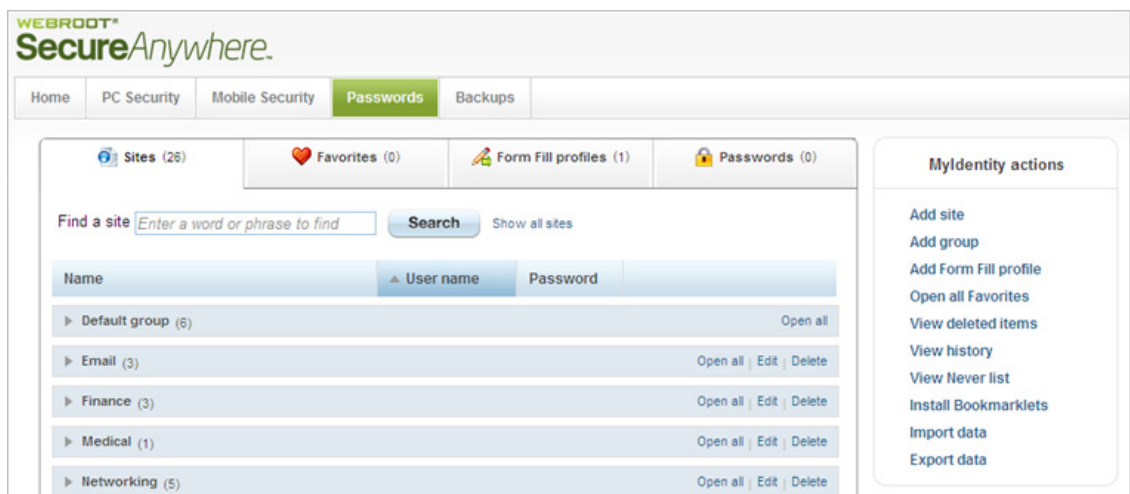 WEBROOT®
SecureAnywhere™
Home PC Security Mobile Security Passwords Backups
Sites (26) Favorites (0) Form Fill profiles (1) Passwords (0)
Find a site Enter a word or phrase to find Search Show all sites
Name User name Password
Default group (6) Open all
Email (3) Open all | Edit | Delete
Finance (3) Open all | Edit | Delete
Medical (1) Open all | Edit | Delete
Networking (5) Open all | Edit | Delete
MyIdentity actions
Add site
Add group
Add Form Fill profile
Open all Favorites
View deleted items
View history
View Never list
Install Bookmarklets
Import data
Export data